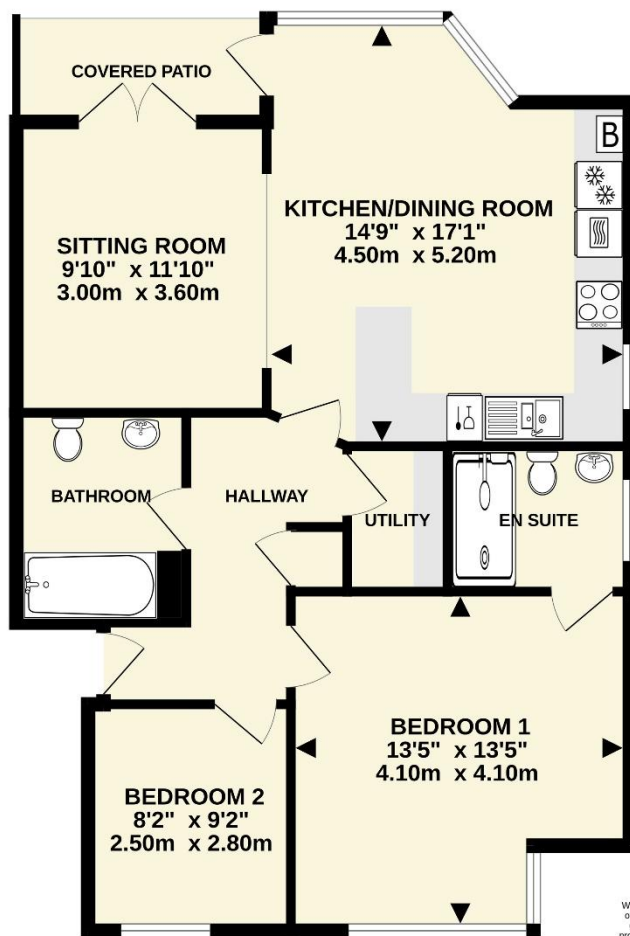 COVERED PATIO
B
KITCHEN/DINING ROOM
14'9" x 17'1"
4.50m x 5.20m
SITTING ROOM
9'10" x 11'10"
3.00m x 3.60m
BATHROOM
HALLWAY
UTILITY
EN SUITE
BEDROOM 1
13'5" x 13'5"
4.10m x 4.10m
BEDROOM 2
8'2" x 9'2"
2.50m x 2.80m